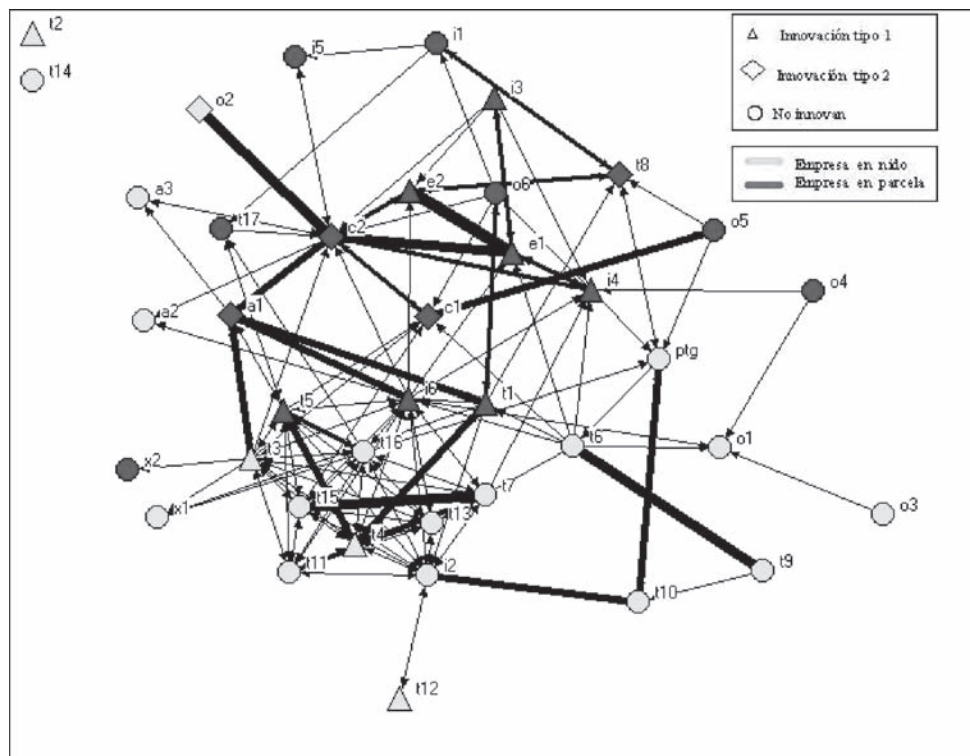 t2
t14
i5
i1
i3
o2
t8
a3
t17
e2
o6
o5
c2
e1
i4
o4
a2
a1
c1
ptg
t5
i6
t1
t3
t16
t6
o1
x2
x1
t15
t7
t13
o3
t4
t11
i2
t9
t10
t12
Innovación tipo 1
Innovación tipo 2
No innovan
Empresa en nido
Empresa en parcela